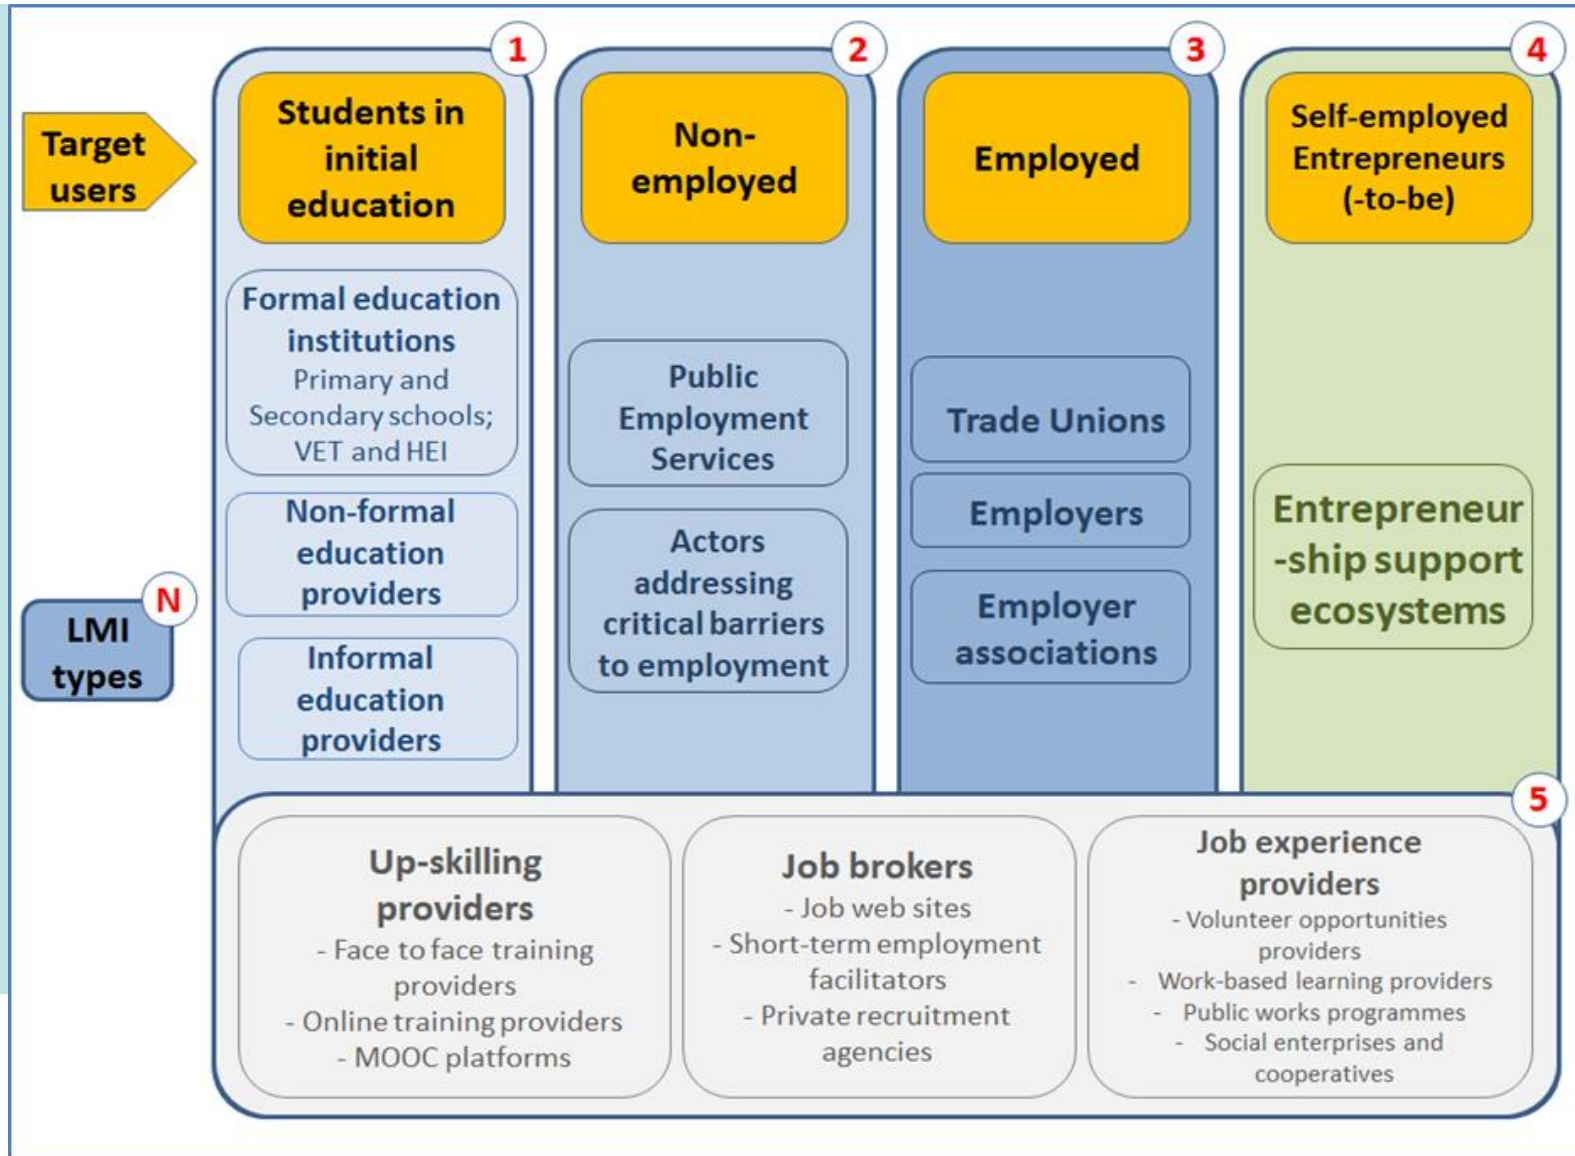 1
2
3
4
Target
users
Students in
initial
education
Non-
employed
Employed
Self-employed
Entrepreneurs
(-to-be)
Formal education
institutions
Primary and
Secondary schools;
VET and HEI
Non-formal
education
providers
Informal
education
providers
Public
Employment
Services
Actors
addressing
critical barriers
to employment
Trade Unions
Employers
Employer
associations
Entrepreneur
-ship support
ecosystems
N
LMI
types
5
Up-skilling
providers
- Face to face training
providers
- Online training providers
- MOOC platforms
Job brokers
- Job web sites
- Short-term employment
facilitators
- Private recruitment
agencies
Job experience
providers
- Volunteer opportunities
providers
- Work-based learning providers
- Public works programmes
- Social enterprises and
cooperatives